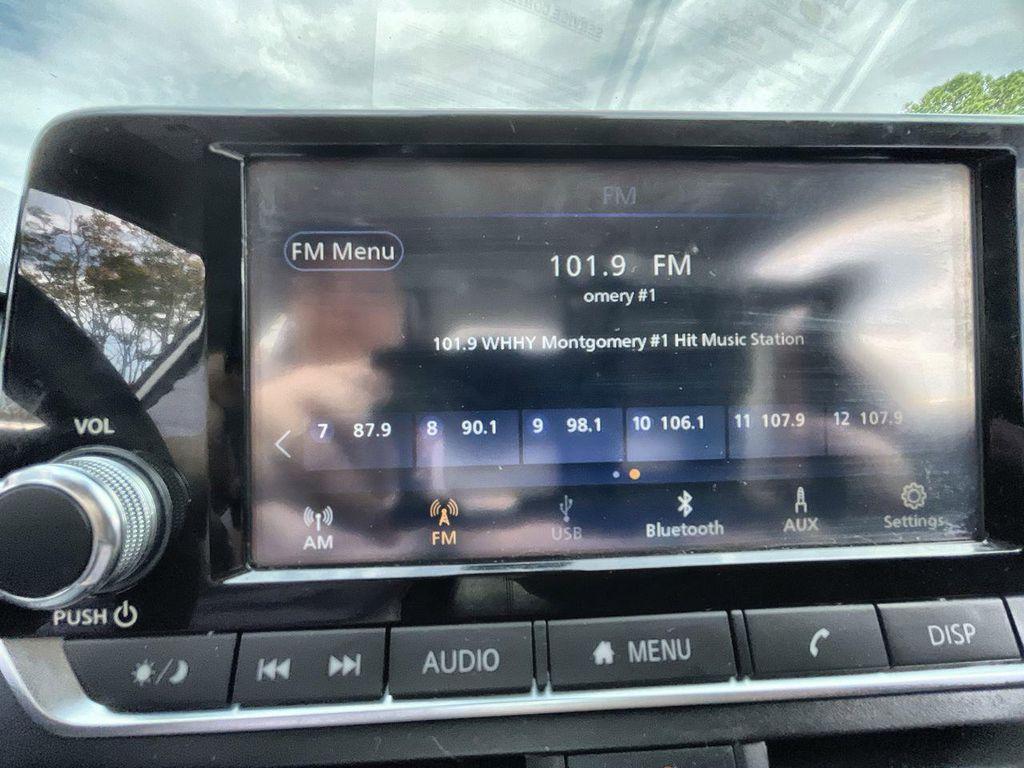 FM
FM Menu
101.9 FM
omery #1
101.9 WHHY Montgomery #1 Hit Music Station
7 87.9 8 90.1 9 98.1 10 106.1 11 107.9 12 107.9
AM FM USB Bluetooth AUX Settings
VOL
PUSH
AUDIO MENU DISP